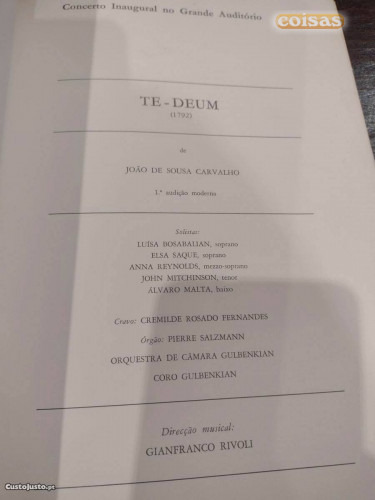 Concerto Inaugural no Grande Auditório
coisas
TE-DEUM
(1792)
de
JOÃO DE SOUSA CARVALHO
1.ª audição moderna
Solistas:
LUÍSA BOSABALIAN, soprano
ELSA SAQUE, soprano
ANNA REYNOLDS, mezzo-soprano
JOHN MITCHINSON, tenor
ÁLVARO MALTA, baixo
Cravo: CREMILDE ROSADO FERNANDES
Órgão: PIERRE SALZMANN
ORQUESTRA DE CÂMARA GULBENKIAN
CORO GULBENKIAN
Direcção musical:
GIANFRANCO RIVOLI
CustoJusto.pt